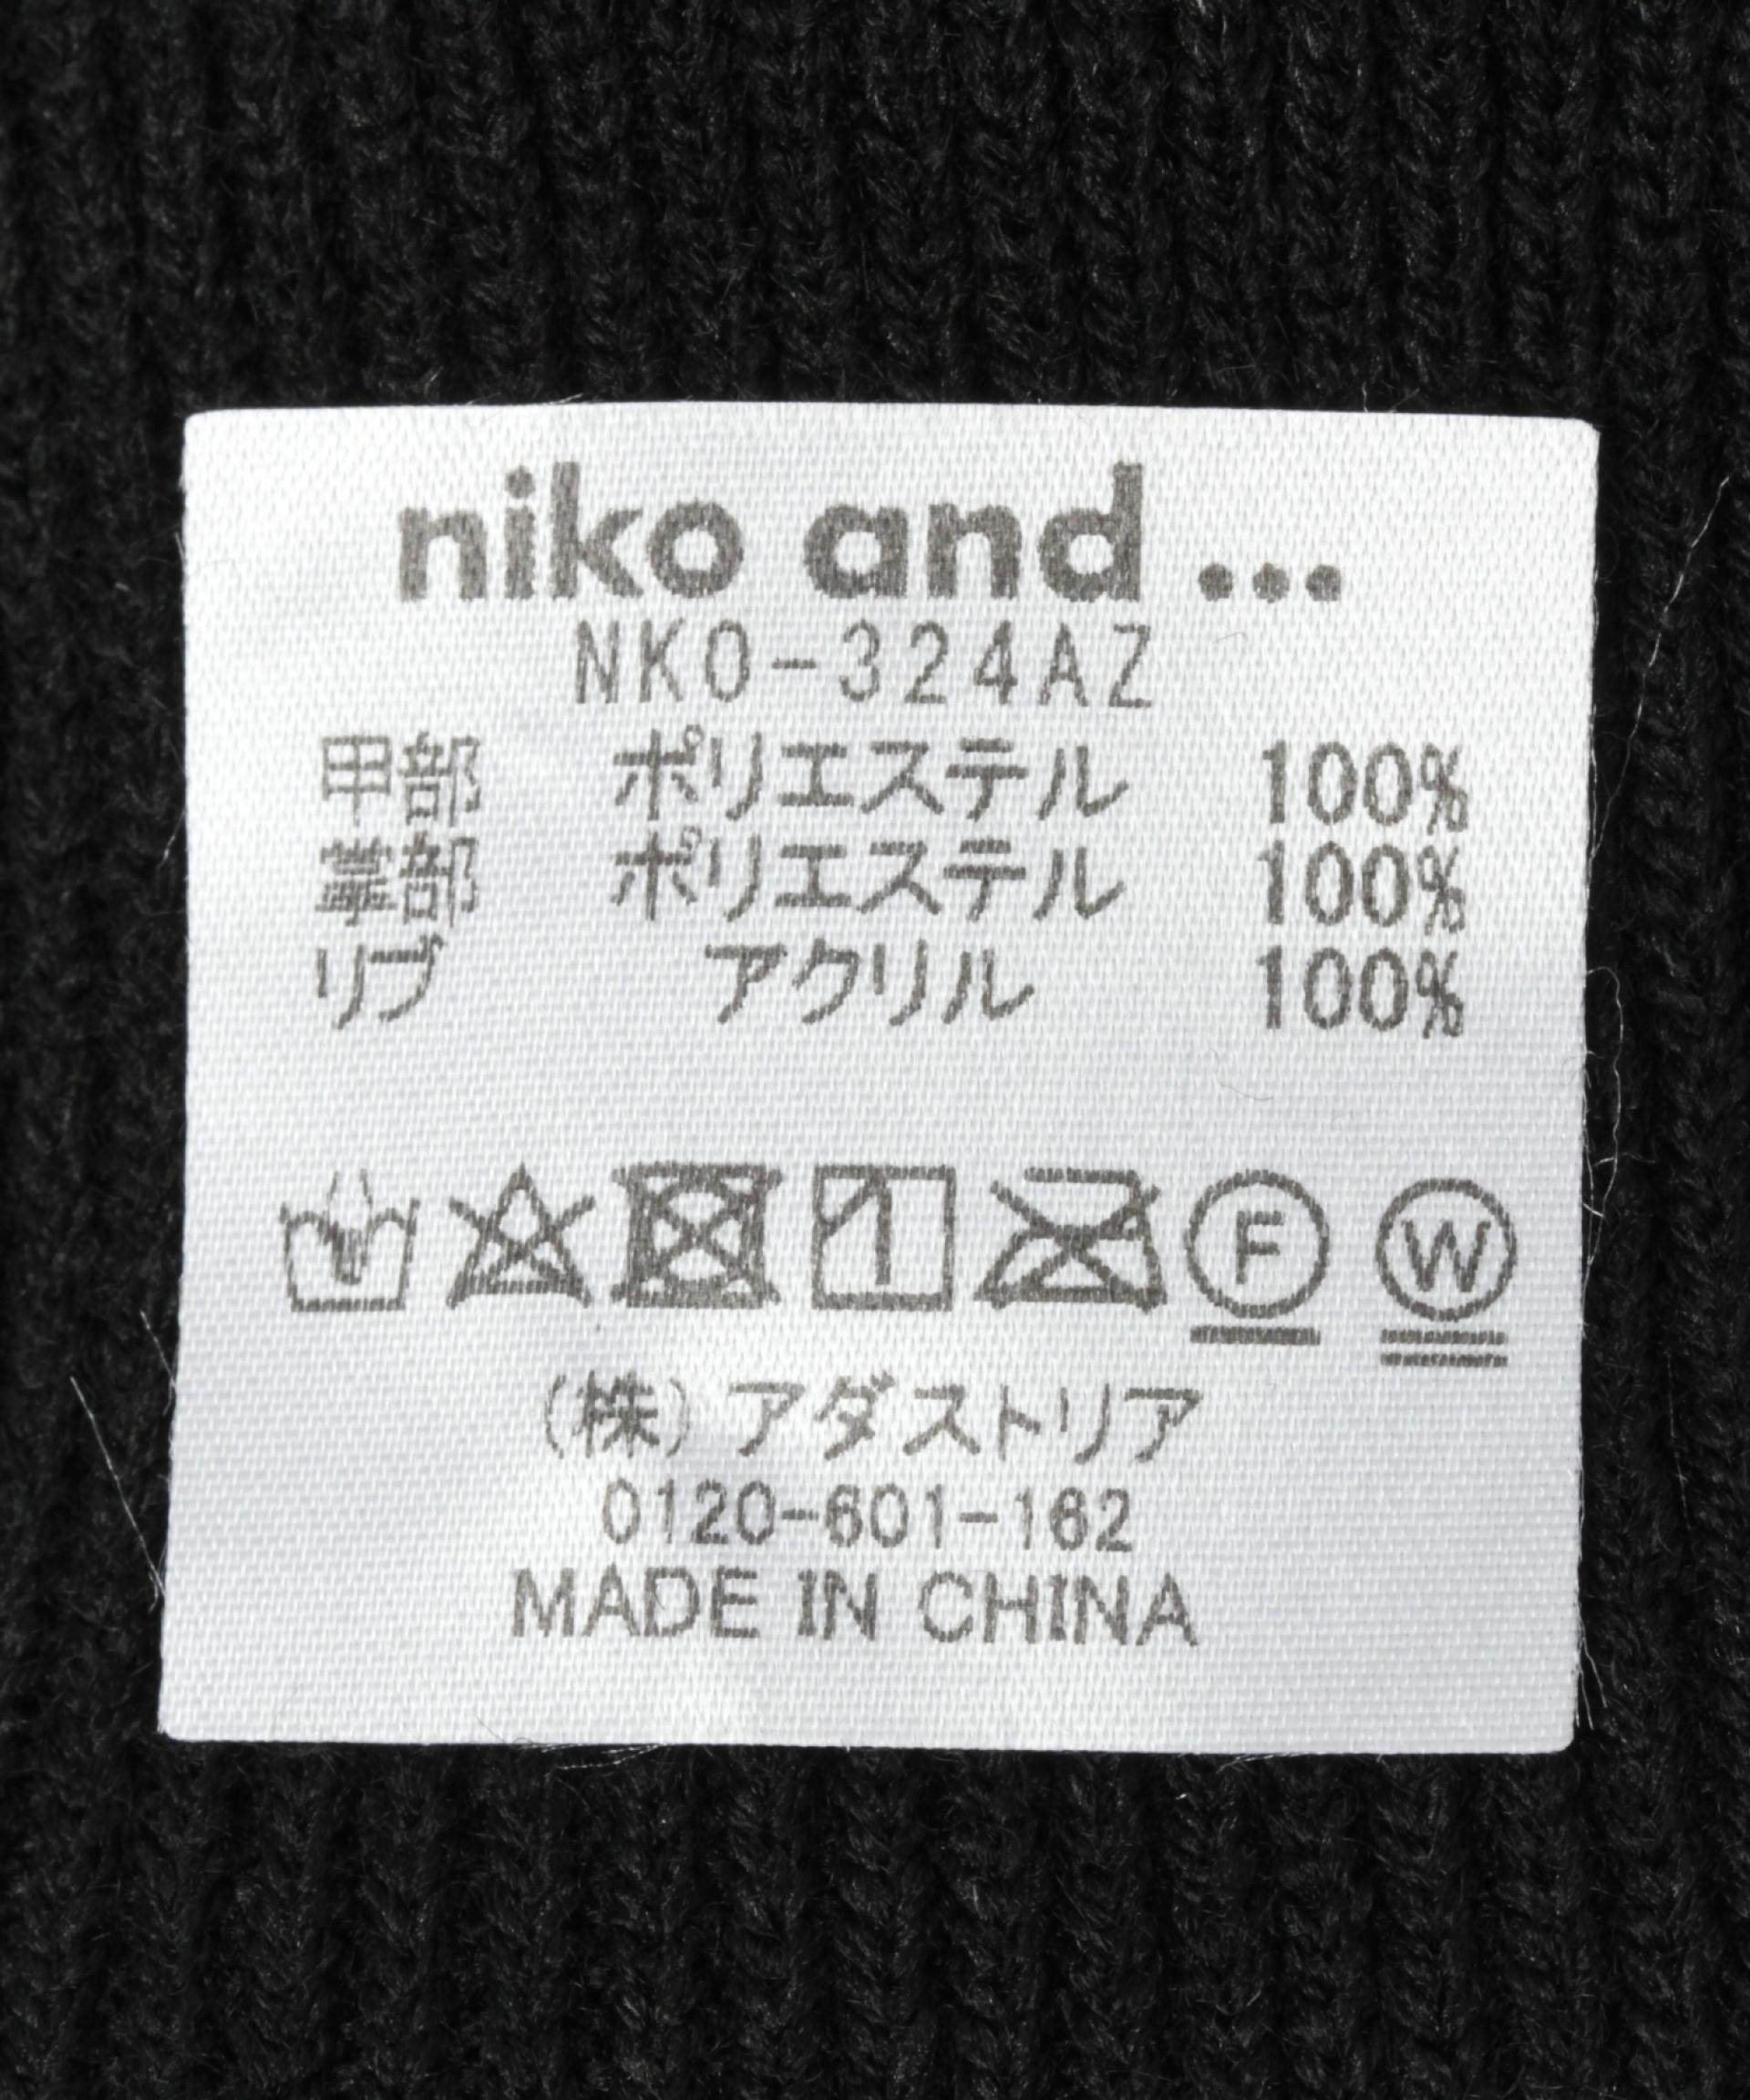 niko and ...
NKO-324AZ
甲部 ポリエステル 100%
掌部 ポリエステル 100%
リブ アクリル 100%
F W
(株)アダストリア
0120-601-162
MADE IN CHINA